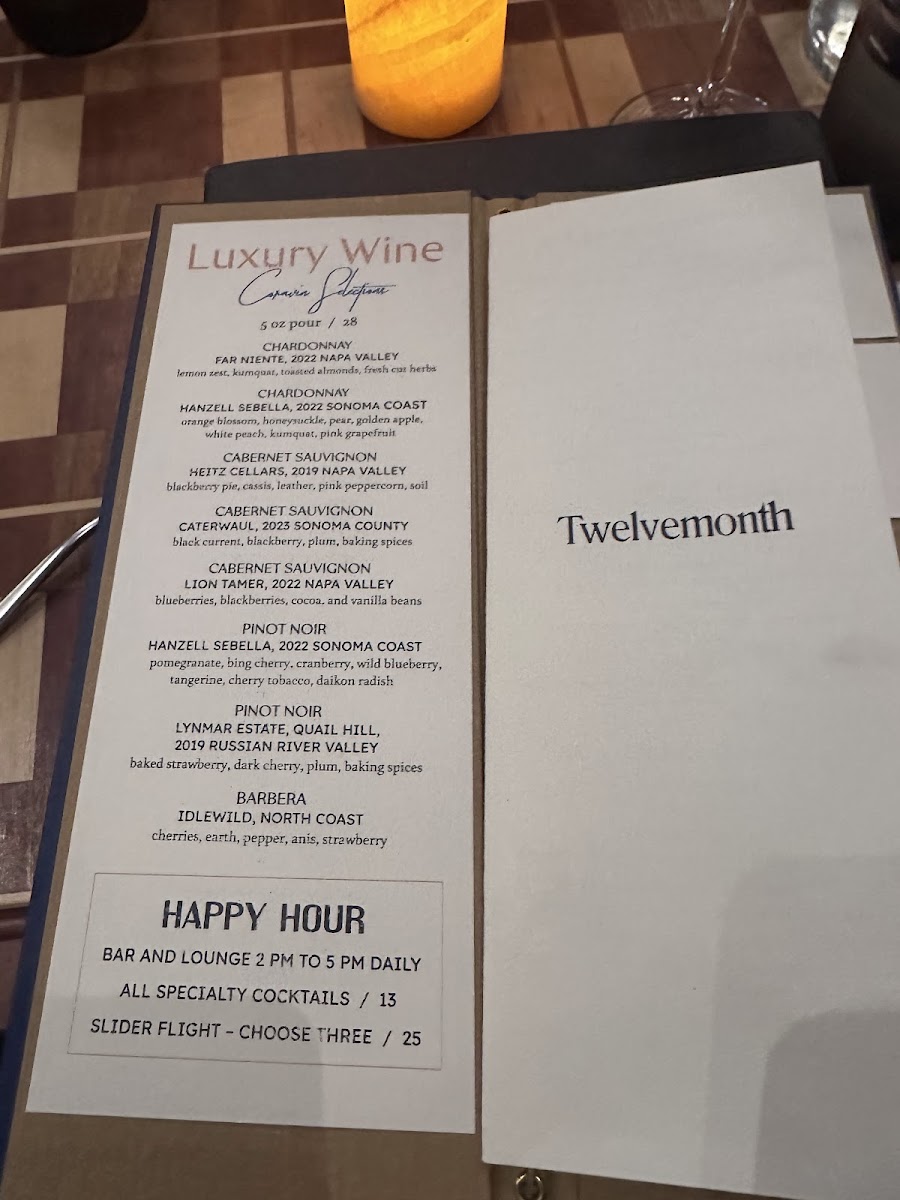 Luxury Wine
Coravin Selections
5 oz pour / 28
CHARDONNAY
FAR NIENTE, 2022 NAPA VALLEY
lemon zest, kumquat, toasted almonds, fresh cut herbs
CHARDONNAY
HANZELL SEBELLA, 2022 SONOMA COAST
orange blossom, honeysuckle, pear, golden apple,
white peach, kumquat, pink grapefruit
CABERNET SAUVIGNON
HEITZ CELLARS, 2019 NAPA VALLEY
blackberry pie, cassis, leather, pink peppercorn, soil
CABERNET SAUVIGNON
CATERWAUL, 2023 SONOMA COUNTY
black current, blackberry, plum, baking spices
CABERNET SAUVIGNON
LION TAMER, 2022 NAPA VALLEY
blueberries, blackberries, cocoa, and vanilla beans
PINOT NOIR
HANZELL SEBELLA, 2022 SONOMA COAST
pomegranate, bing cherry, cranberry, wild blueberry,
tangerine, cherry tobacco, daikon radish
PINOT NOIR
LYNMAR ESTATE, QUAIL HILL,
2019 RUSSIAN RIVER VALLEY
baked strawberry, dark cherry, plum, baking spices
BARBERA
IDLEWILD, NORTH COAST
cherries, earth, pepper, anis, strawberry
HAPPY HOUR
BAR AND LOUNGE 2 PM TO 5 PM DAILY
ALL SPECIALTY COCKTAILS / 13
SLIDER FLIGHT – CHOOSE THREE / 25
Twelvemonth